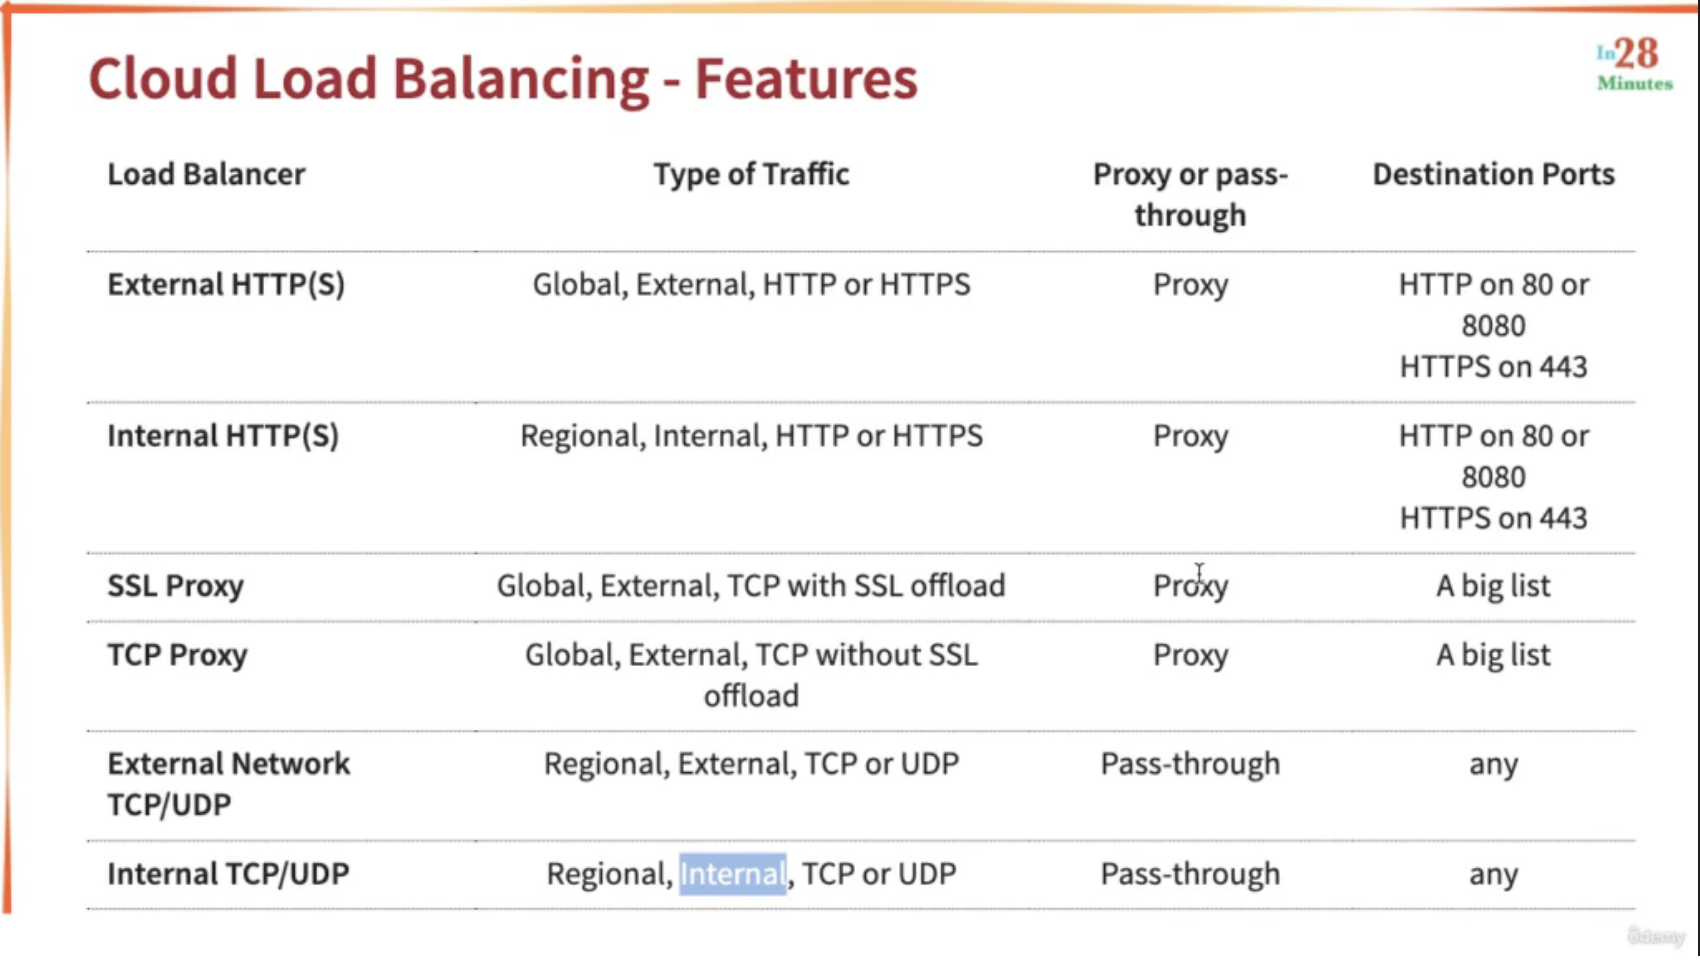 Cloud Load Balancing - Features
In28
Minutes
Load Balancer Type of Traffic Proxy or pass- Destination Ports
through
External HTTP(S) Global, External, HTTP or HTTPS Proxy HTTP on 80 or
8080
HTTPS on 443
Internal HTTP(S) Regional, Internal, HTTP or HTTPS Proxy HTTP on 80 or
8080
HTTPS on 443
SSL Proxy Global, External, TCP with SSL offload Proxy A big list
TCP Proxy Global, External, TCP without SSL Proxy A big list
offload
External Network Regional, External, TCP or UDP Pass-through any
TCP/UDP
Internal TCP/UDP Regional, Internal, TCP or UDP Pass-through any
ûdemy